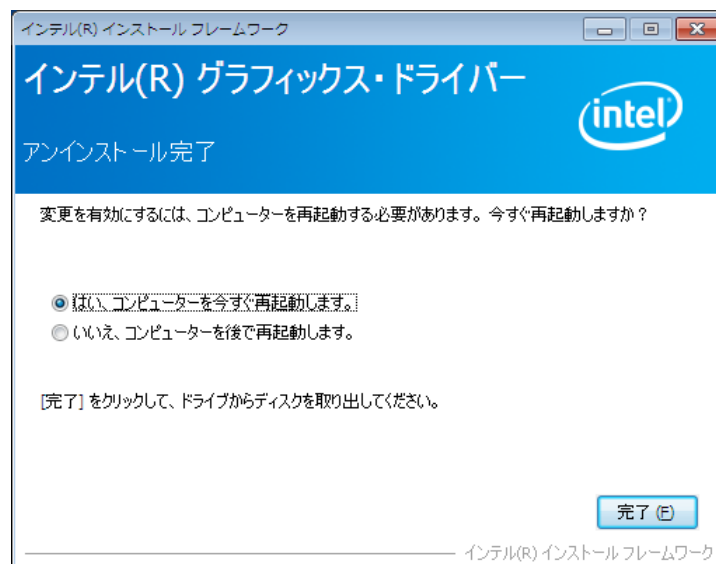 インテル(R) インストール フレームワーク
インテル(R) グラフィックス・ドライバー
intel
アンインストール完了
変更を有効にするには、コンピューターを再起動する必要があります。今すぐ再起動しますか？
はい、コンピューターを今すぐ再起動します。
いいえ、コンピューターを後で再起動します。
[完了] をクリックして、ドライブからディスクを取り出してください。
完了 (F)
インテル(R) インストール フレームワーク